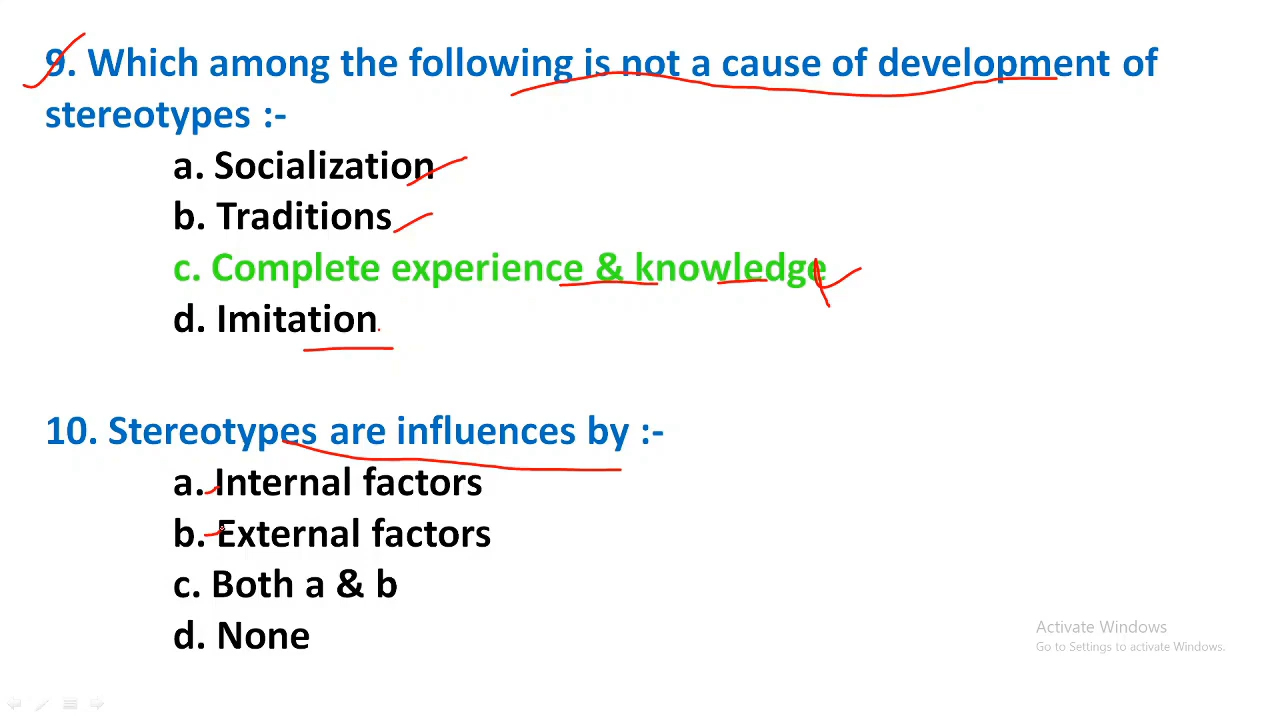 9. Which among the following is not a cause of development of
stereotypes :-
a. Socialization
b. Traditions
c. Complete experience & knowledge
d. Imitation
10. Stereotypes are influences by :-
a. Internal factors
b. External factors
c. Both a & b
d. None
Activate Windows
Go to Settings to activate Windows.